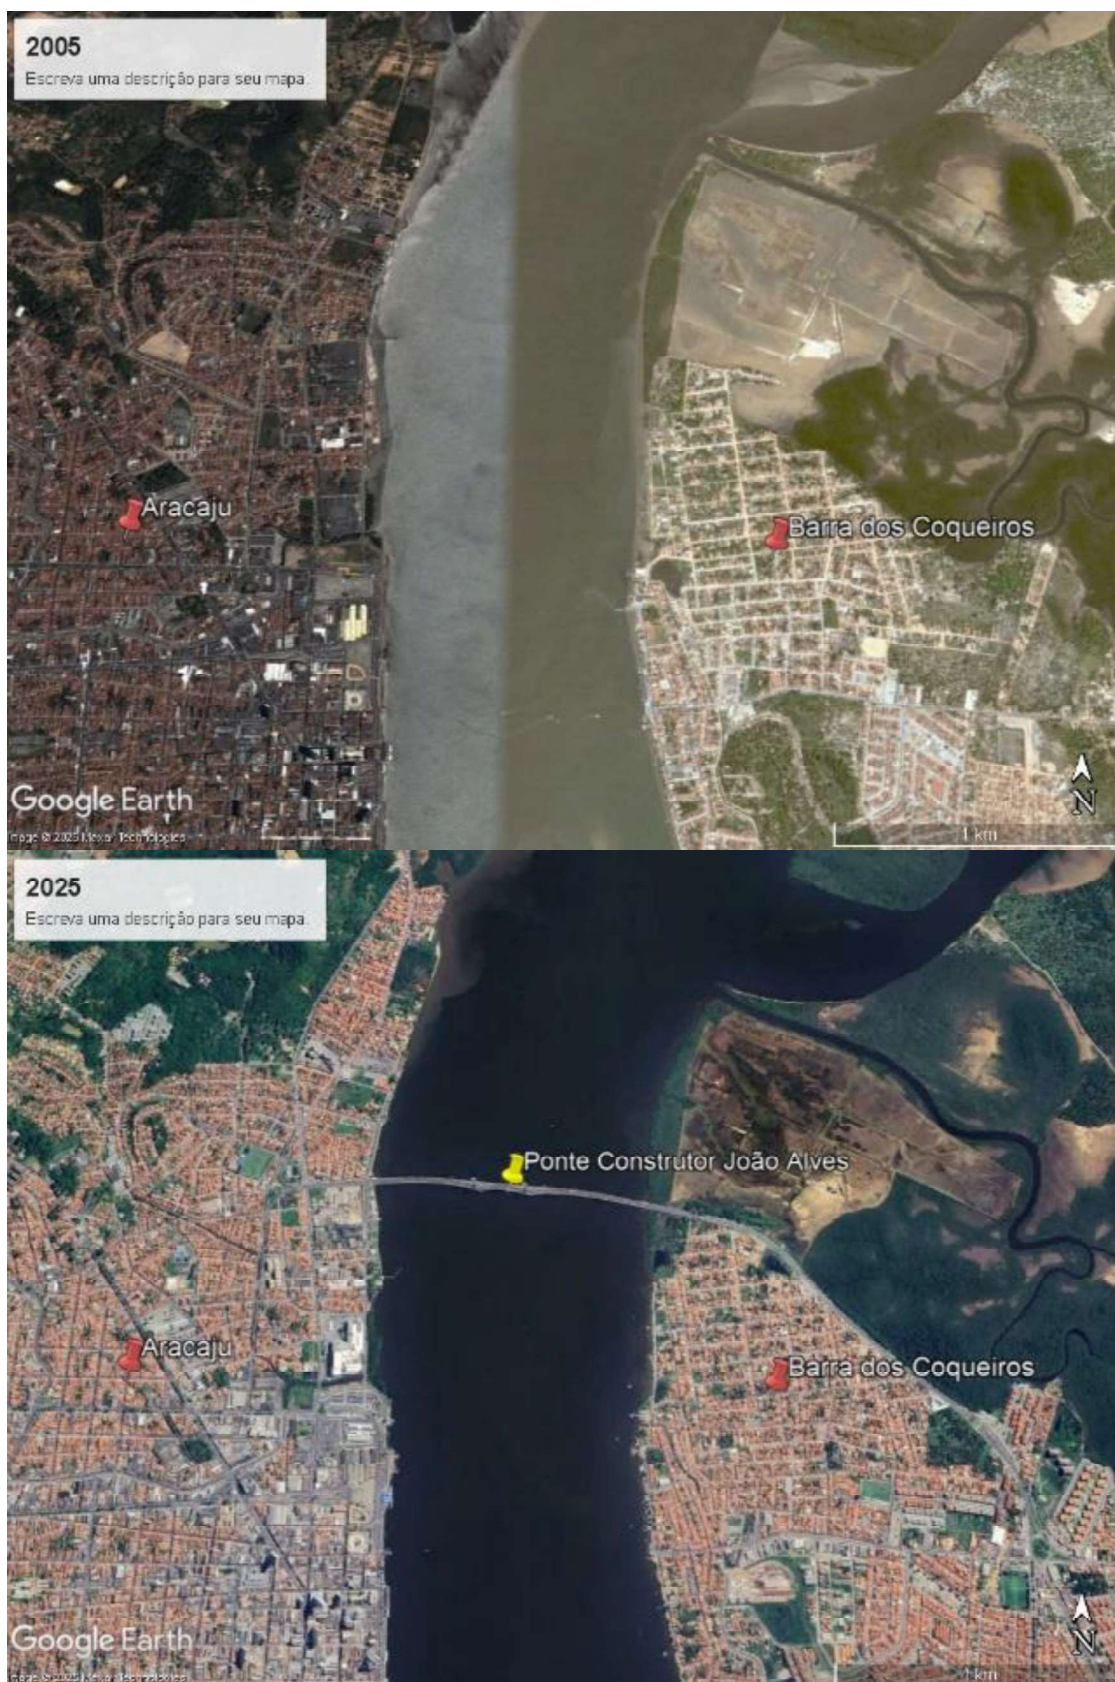 2005
Escreva uma descrição para seu mapa.
Aracaju
Barra dos Coqueiros
Google Earth
N
1 km
2025
Escreva uma descrição para seu mapa.
Ponte Construtor João Alves
Aracaju
Barra dos Coqueiros
Google Earth
N
1 km